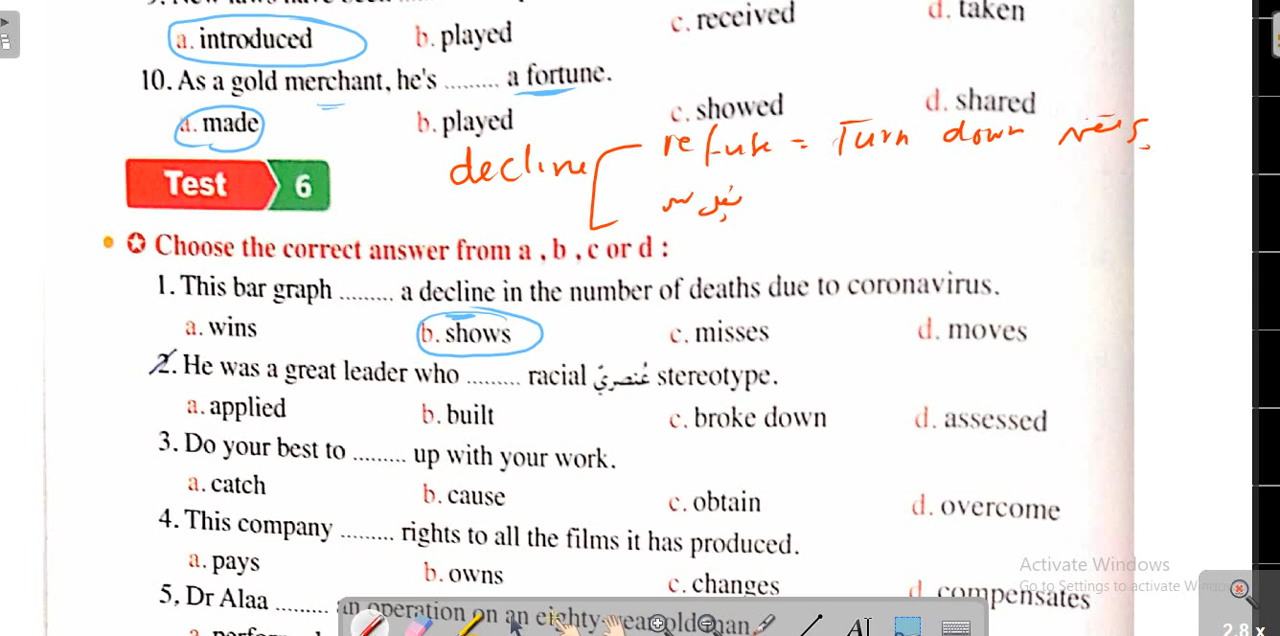 a. introduced b. played c. received d. taken
10. As a gold merchant, he's ......... a fortune.
a. made b. played c. showed d. shared
decline refuse = Turn down
Test 6
Choose the correct answer from a , b , c or d :
1. This bar graph ......... a decline in the number of deaths due to coronavirus.
a. wins b. shows c. misses d. moves
2. He was a great leader who ......... racial عُنصريّ stereotype.
a. applied b. built c. broke down d. assessed
3. Do your best to ......... up with your work.
a. catch b. cause c. obtain d. overcome
4. This company ......... rights to all the films it has produced.
a. pays b. owns c. changes d. compensates
Activate Windows
Go to Settings to activate
5. Dr Alaa ......... an operation on an eighty-year-old man.
2.8 x